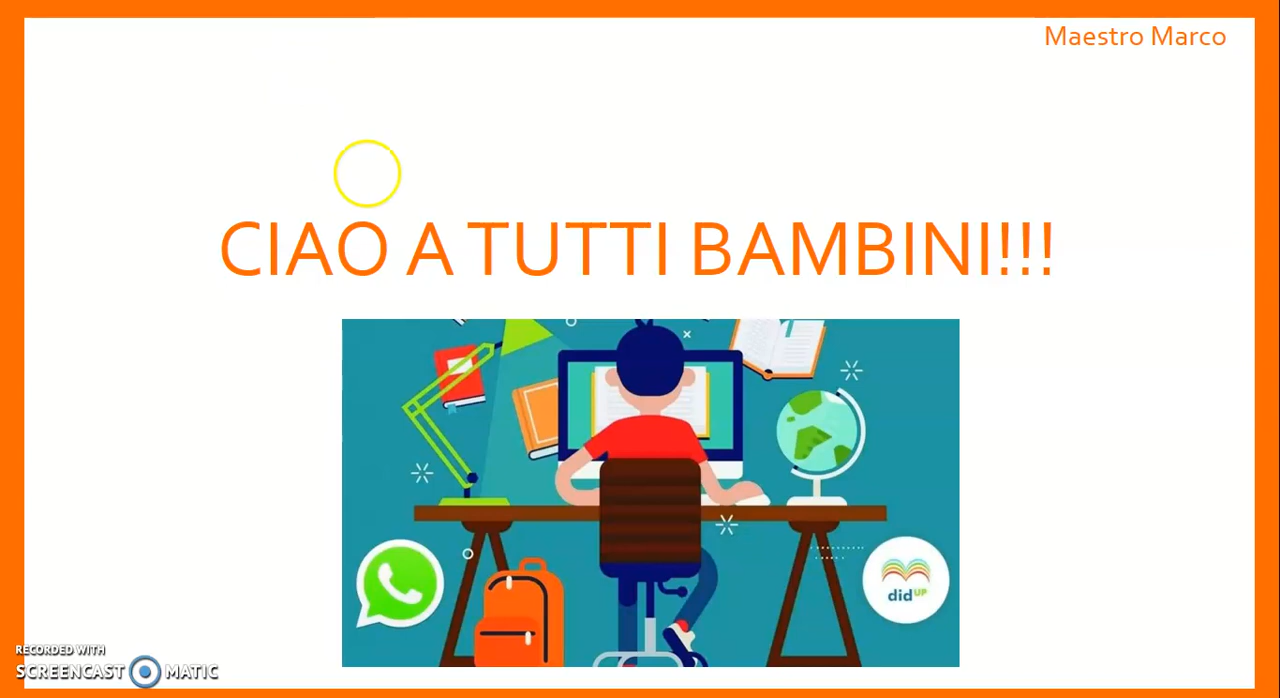 Maestro Marco
CIAO A TUTTI BAMBINI!!!
did UP
RECORDED WITH
SCREENCAST MATIC